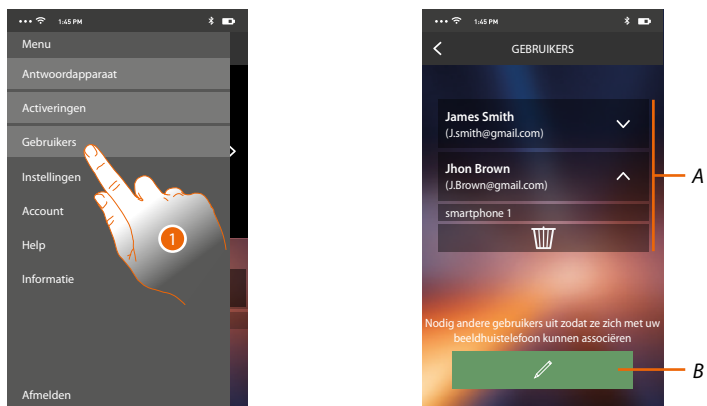 1:45 PM
Menu
Antwoordapparaat
Activeringen
Gebruikers
Instellingen
Account
Help
Informatie
Afmelden
1
1:45 PM
GEBRUIKERS
James Smith
(J.smith@gmail.com)
Jhon Brown
(J.Brown@gmail.com)
smartphone 1
Nodig andere gebruikers uit zodat ze zich met uw
beeldhuistelefoon kunnen associëren
A
B